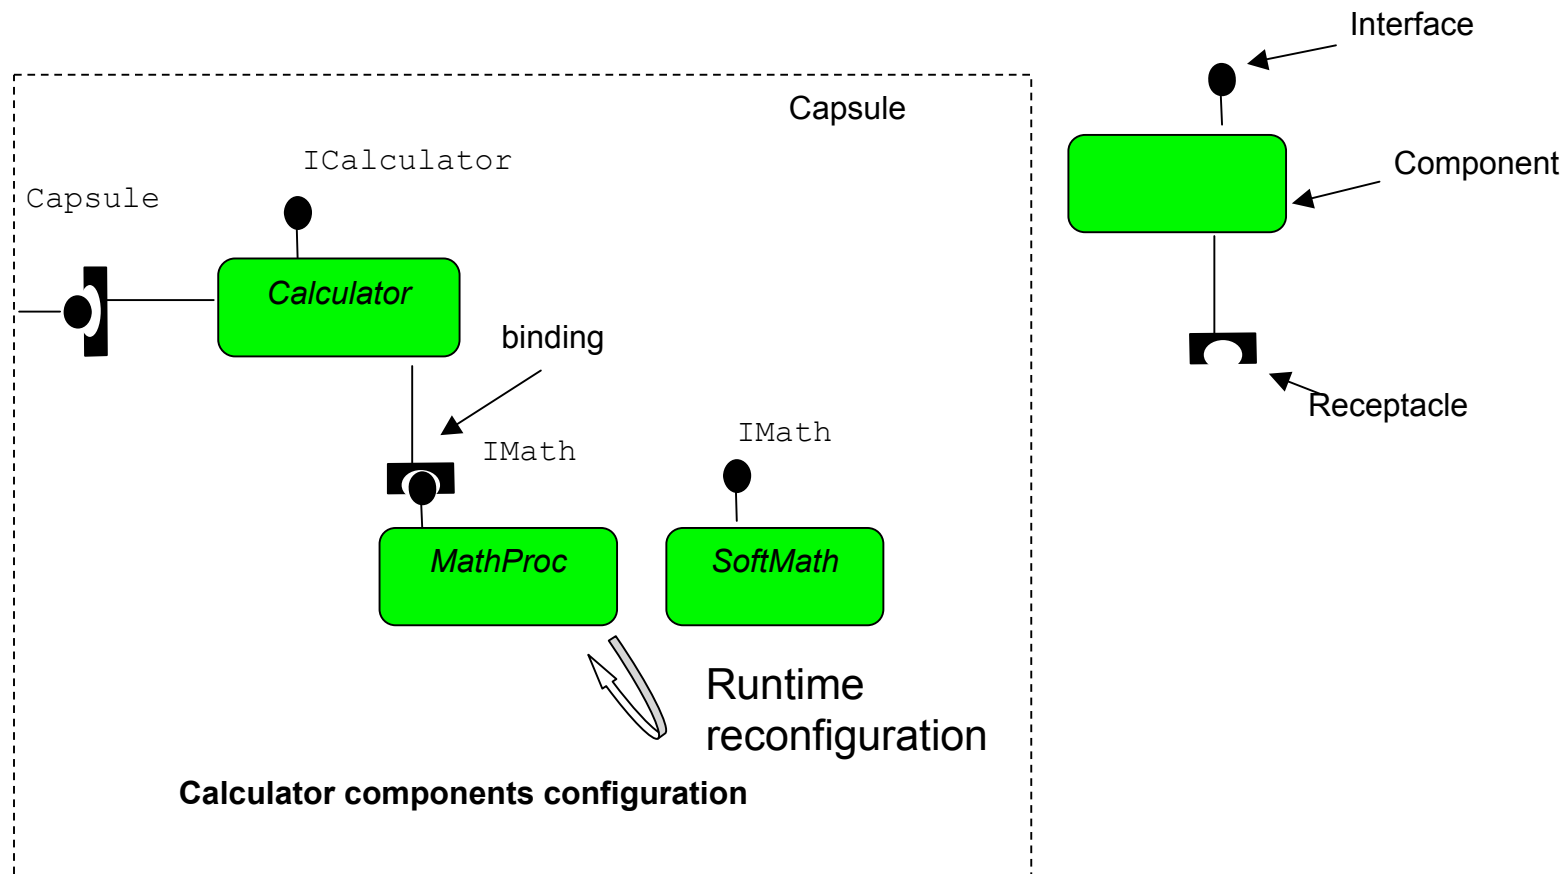 Interface
Capsule
ICalculator
Component
Capsule
Calculator
binding
Receptacle
IMath
IMath
MathProc
SoftMath
Runtime
reconfiguration
Calculator components configuration